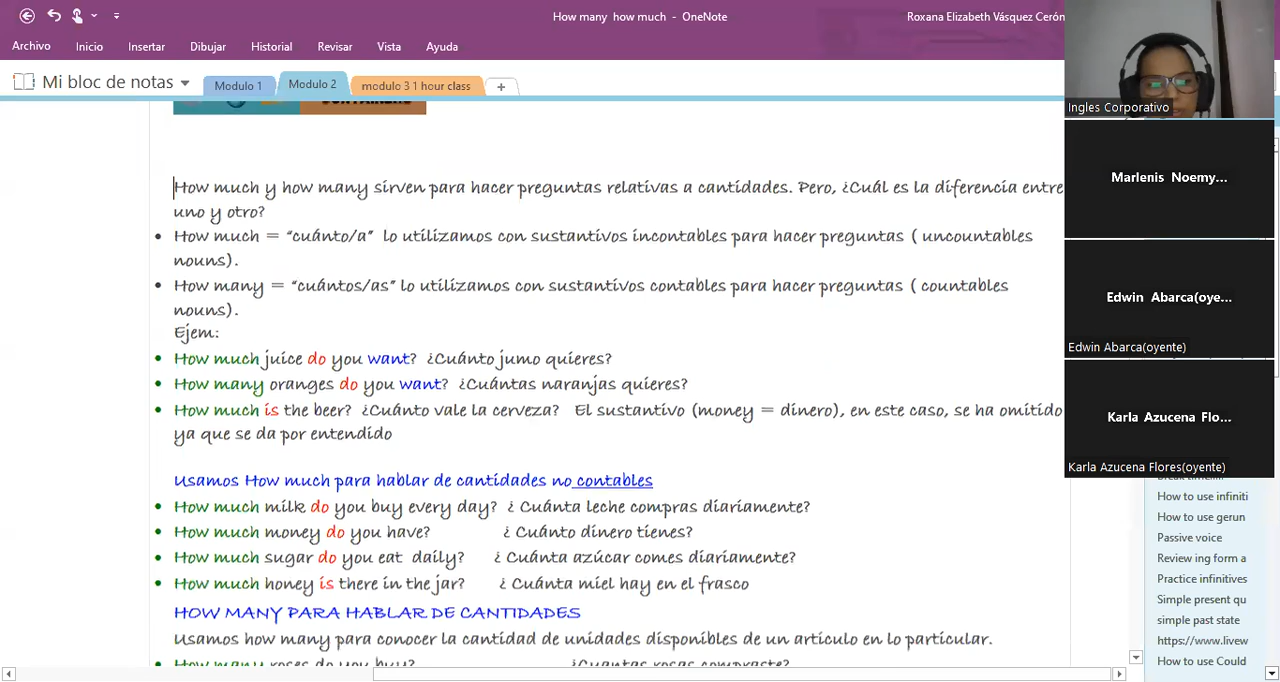 How many how much - OneNote
Roxana Elizabeth Vásquez Cerón
Archivo Inicio Insertar Dibujar Historial Revisar Vista Ayuda
Mi bloc de notas Modulo 1 Modulo 2 modulo 3 1 hour class +
How much y how many sirven para hacer preguntas relativas a cantidades. Pero, ¿Cuál es la diferencia entre
uno y otro?
• How much = "cuánto/a" lo utilizamos con sustantivos incontables para hacer preguntas ( uncountables
nouns).
• How many = "cuántos/as" lo utilizamos con sustantivos contables para hacer preguntas ( countables
nouns).
Ejem:
• How much juice do you want? ¿Cuánto jumo quieres?
• How many oranges do you want? ¿Cuántas naranjas quieres?
• How much is the beer? ¿Cuánto vale la cerveza? El sustantivo (money = dinero), en este caso, se ha omitido
ya que se da por entendido
Usamos How much para hablar de cantidades no contables
• How much milk do you buy every day? ¿ Cuánta leche compras diariamente?
• How much money do you have? ¿ Cuánto dinero tienes?
• How much sugar do you eat daily? ¿ Cuánta azúcar comes diariamente?
• How much honey is there in the jar? ¿ Cuánta miel hay en el frasco
HOW MANY PARA HABLAR DE CANTIDADES
Usamos how many para conocer la cantidad de unidades disponibles de un artículo en lo particular.
• How many roses do you buy? ¿Cuantas rosas compraste?
Ingles Corporativo
Marlenis Noemy...
Edwin Abarca(oye...
Edwin Abarca(oyente)
Karla Azucena Flo...
Karla Azucena Flores(oyente)
How to use infiniti
How to use gerun
Passive voice
Review ing form a
Practice infinitives
Simple present qu
simple past state
https://www.livew
How to use Could